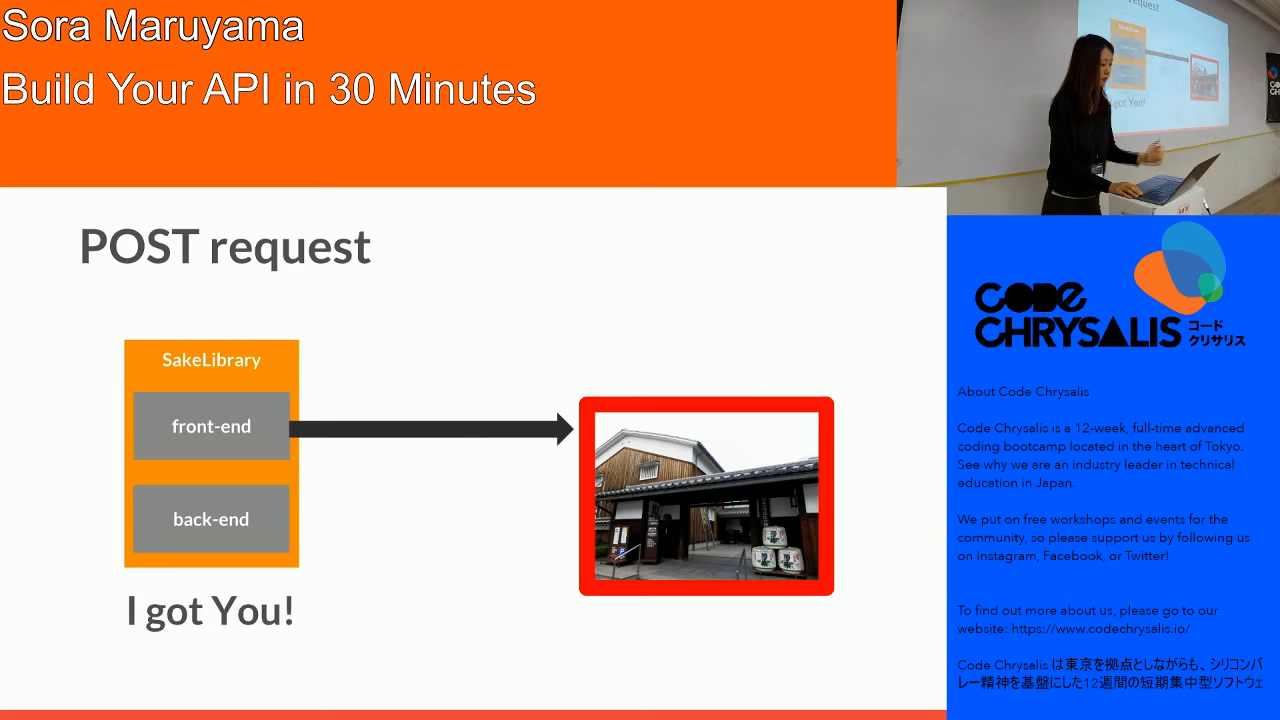 Sora Maruyama
Build Your API in 30 Minutes
POST request
SakeLibrary
front-end
back-end
I got You!
CODE
CHRYSALIS コード
クリサリス
About Code Chrysalis
Code Chrysalis is a 12-week, full-time advanced
coding bootcamp located in the heart of Tokyo.
See why we are an industry leader in technical
education in Japan.
We put on free workshops and events for the
community, so please support us by following us
on Instagram, Facebook, or Twitter!
To find out more about us, please go to our
website: https://www.codechrysalis.io/
Code Chrysalis は東京を拠点としながらも、シリコンバ
レー精神を基盤にした12週間の短期集中型ソフトウェ